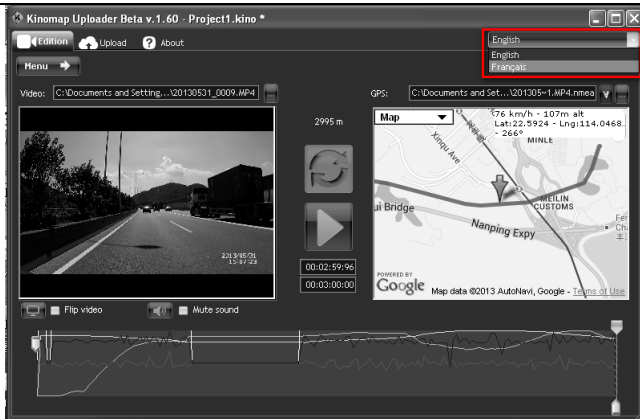 Kinomap Uploader Beta v.1.60 - Project1.kino *
Edition
Upload
? About
English
English
Français
Menu
Video:
C:\Documents and Setting...\20130531_0009.MP4
GPS:
C:\Documents and Set...\201305~1.MP4.nmea
2995 m
Map
76 km/h - 107m alt
Lat:22.5924 - Lng:114.0468.
- 266°
MINLE
Xinqu Ave
MEILIN
CUSTOMS
ui Bridge
Nanping Expy
2013/05/31
00:02:59:96
00:03:00:00
POWERED BY
Google
Map data ©2013 AutoNavi, Google - Terms of Use
Flip video
Mute sound